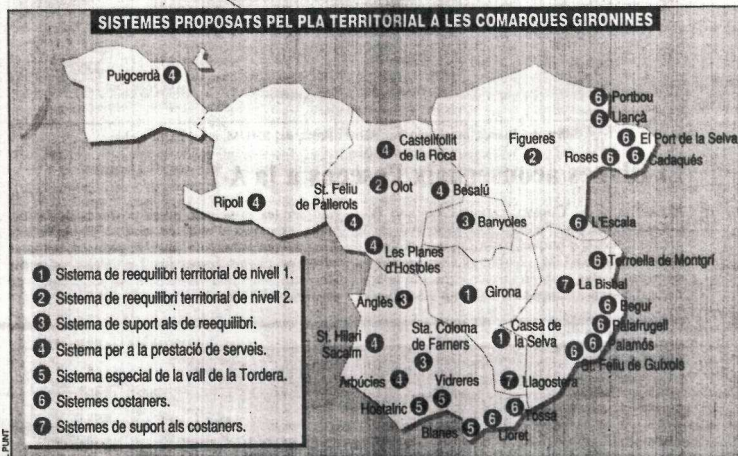 SISTEMES PROPOSATS PEL PLA TERRITORIAL A LES COMARQUES GIRONINES
Puigcerdà 4
6 Portbou
6 Llançà
6 El Port de la Selva
Roses 6
6 Cadaqués
4 Castellfollit
de la Roca
Figueres
2
2 Olot
4 Besalú
Ripoll 4
St. Feliu
de Pallerols
4
3 Banyoles
6 L'Escala
4 Les Planes
d'Hostoles
6 Torroella de Montgrí
7 La Bisbal
Anglès 3
1 Girona
6 Begur
6 Palafrugell
6 Palamós
6 St. Feliu de Guíxols
St. Hilari
Sacalm
4
Sta. Coloma
de Farners
3
1 Cassà de
la Selva
Arbúcies 4
Vidreres
5
7 Llagostera
Hostalric 5
6 Tossa
Blanes 5
6 Lloret
1 Sistema de reequilibri territorial de nivell 1.
2 Sistema de reequilibri territorial de nivell 2.
3 Sistema de suport als de reequilibri.
4 Sistema per a la prestació de serveis.
5 Sistema especial de la vall de la Tordera.
6 Sistemes costaners.
7 Sistemes de suport als costaners.
PUNT